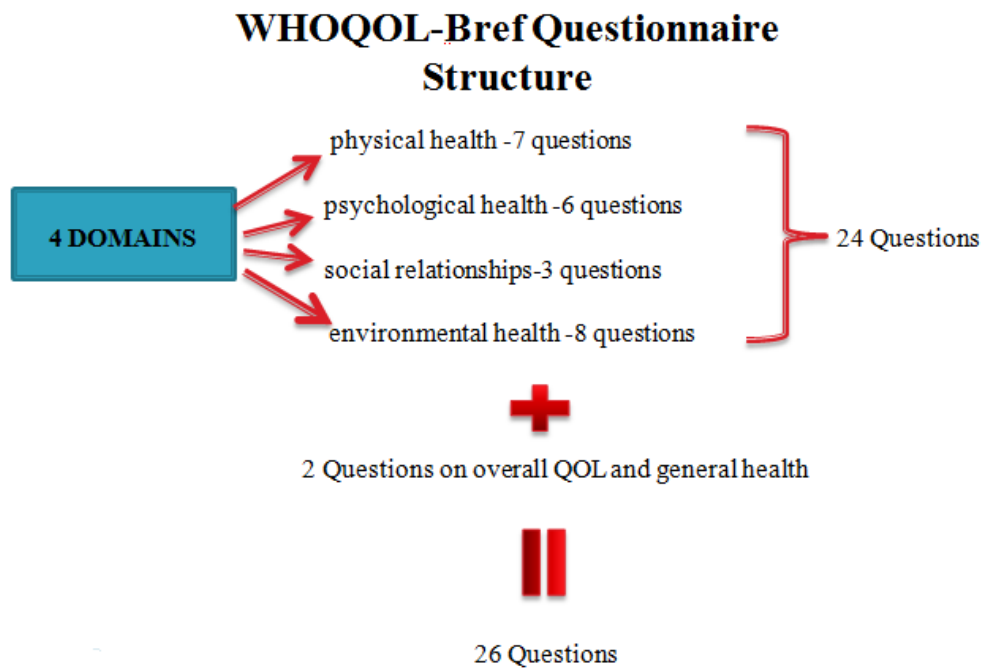 WHOQOL-Bref Questionnaire
Structure
physical health -7 questions
psychological health -6 questions
4 DOMAINS
24 Questions
social relationships-3 questions
environmental health -8 questions
2 Questions on overall QOL and general health
26 Questions